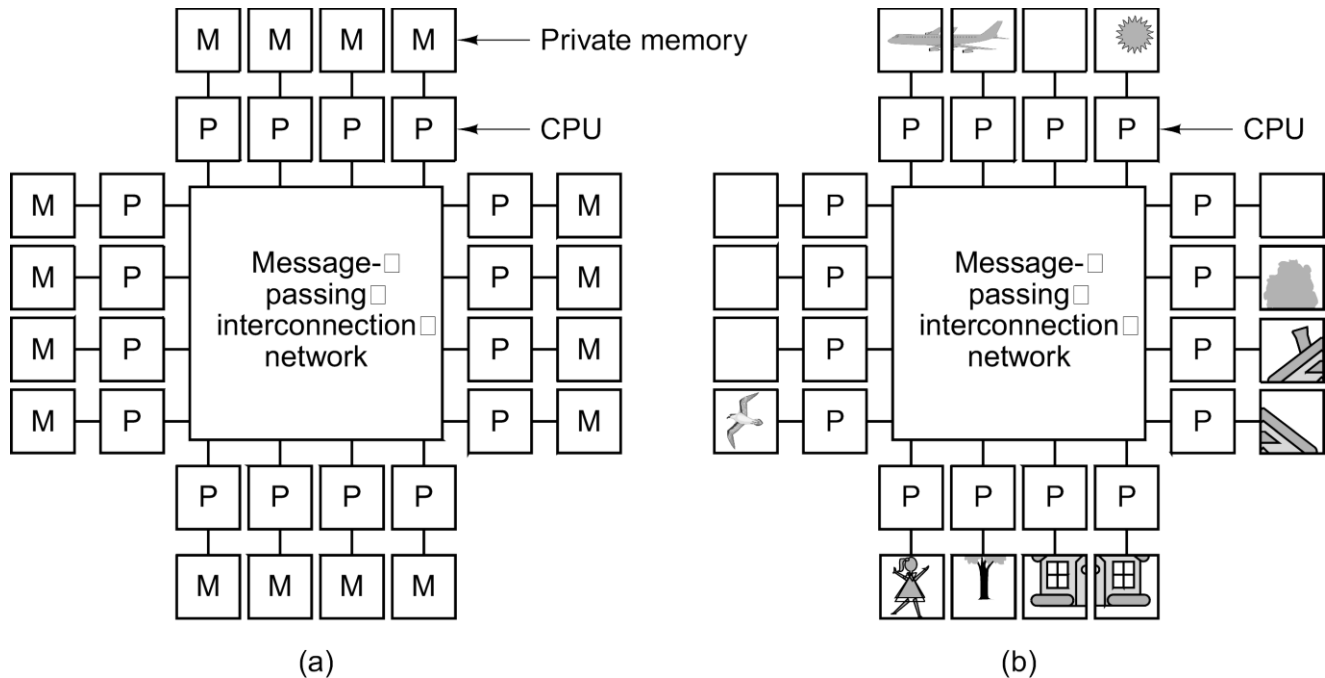 M M M M Private memory
P P P P CPU
M P P M
M P P M
M P P M
M P P M
Message-
passing
interconnection
network
P P P P
M M M M
(a)
P P P P CPU
P P
P P
P P
P P
Message-
passing
interconnection
network
P P P P
(b)